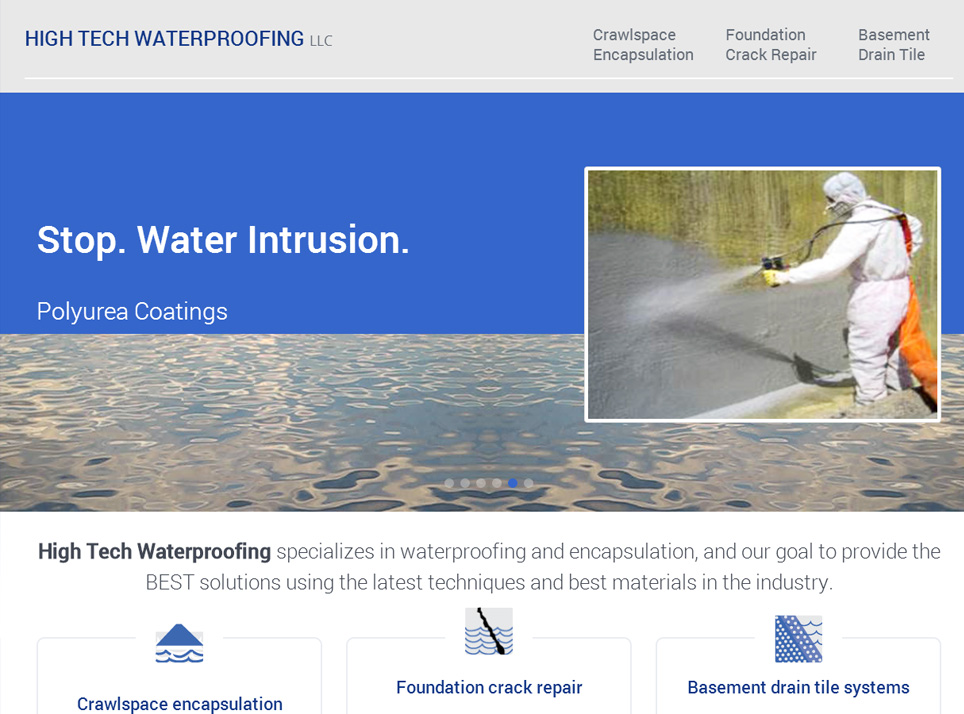 HIGH TECH WATERPROOFING LLC
Crawlspace
Encapsulation
Foundation
Crack Repair
Basement
Drain Tile
Stop. Water Intrusion.
Polyurea Coatings
High Tech Waterproofing specializes in waterproofing and encapsulation, and our goal to provide the
BEST solutions using the latest techniques and best materials in the industry.
Crawlspace encapsulation
Foundation crack repair
Basement drain tile systems